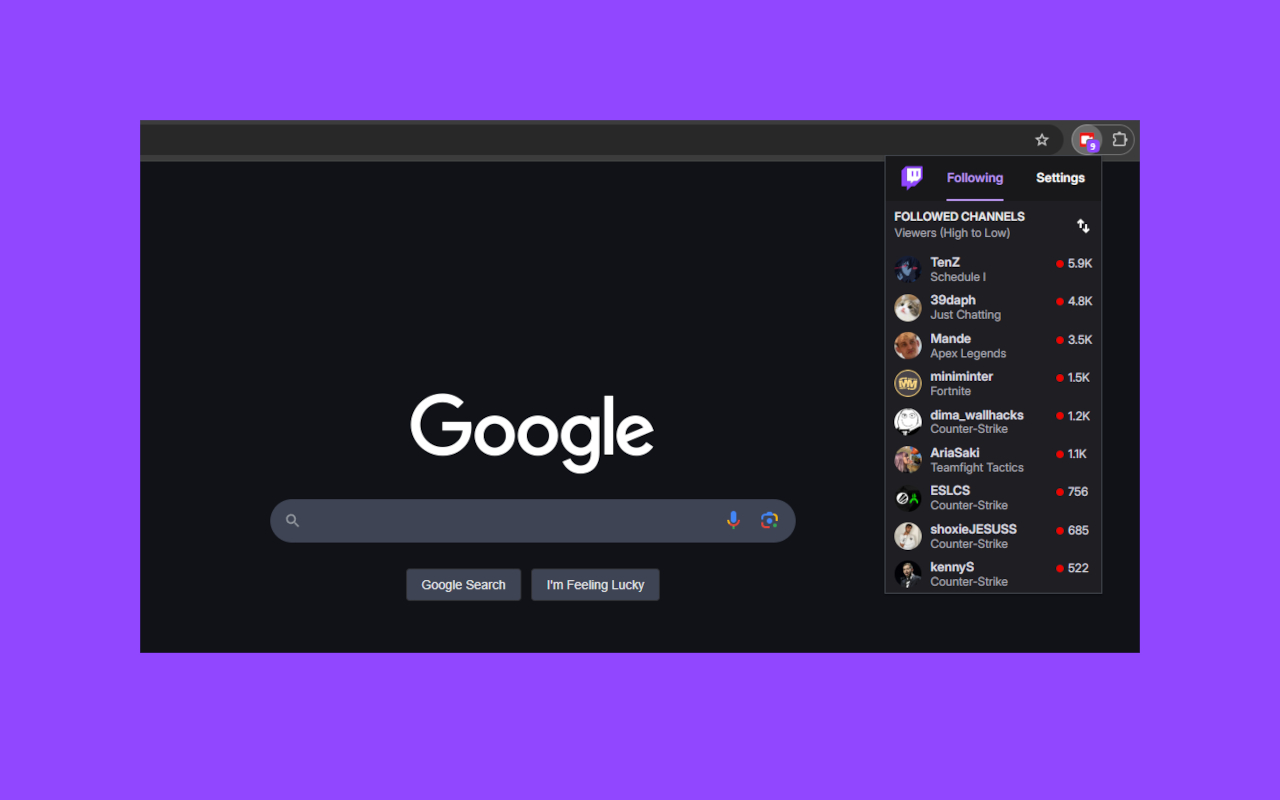 9
Following
Settings
FOLLOWED CHANNELS
Viewers (High to Low)
TenZ
5.9K
Schedule I
39daph
4.8K
Just Chatting
Mande
3.5K
Apex Legends
miniminter
1.5K
Fortnite
dima_wallhacks
1.2K
Counter-Strike
AriaSaki
1.1K
Teamfight Tactics
ESLCS
756
Counter-Strike
shoxieJESUSS
685
Counter-Strike
kennyS
522
Counter-Strike
Google
Google Search
I'm Feeling Lucky